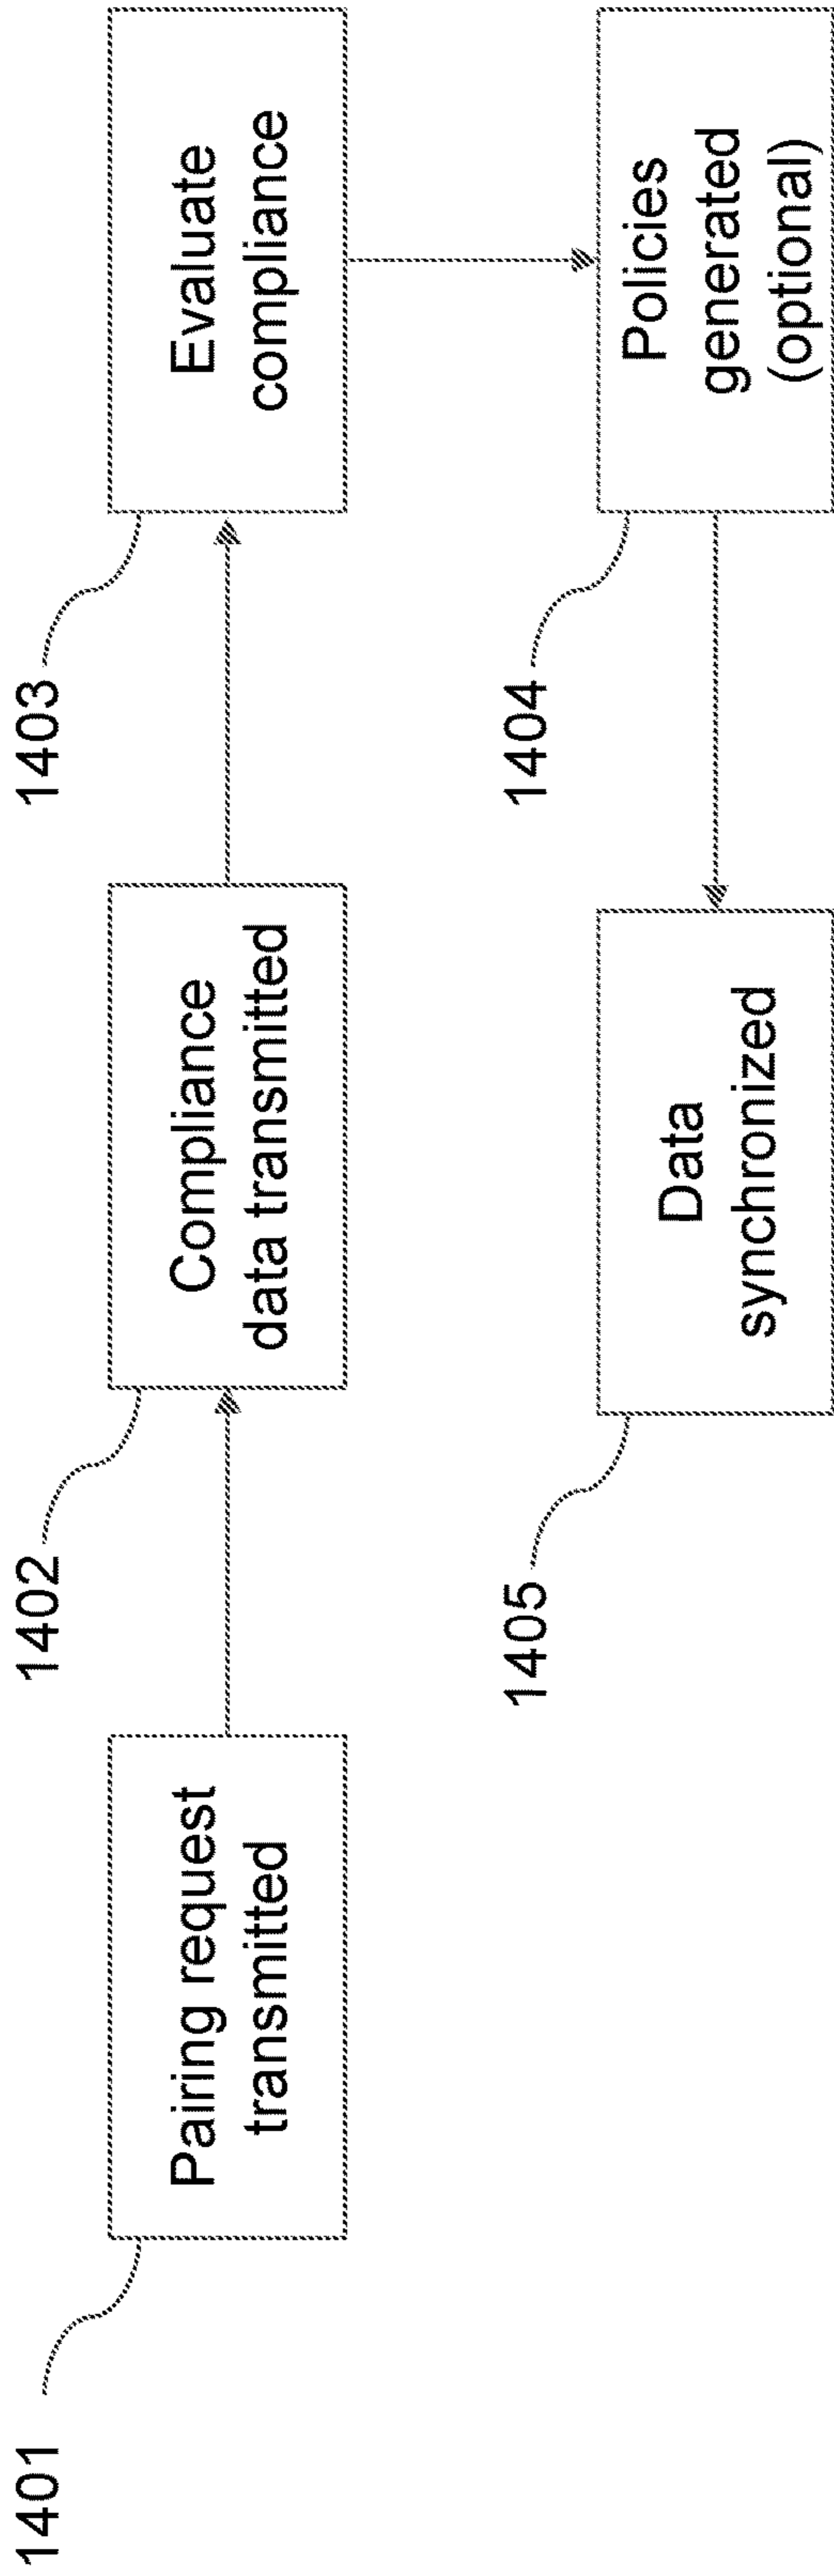 1401
Pairing request
transmitted
1402
Compliance
data transmitted
1403
Evaluate
compliance
1404
Policies
generated
(optional)
1405
Data
synchronized